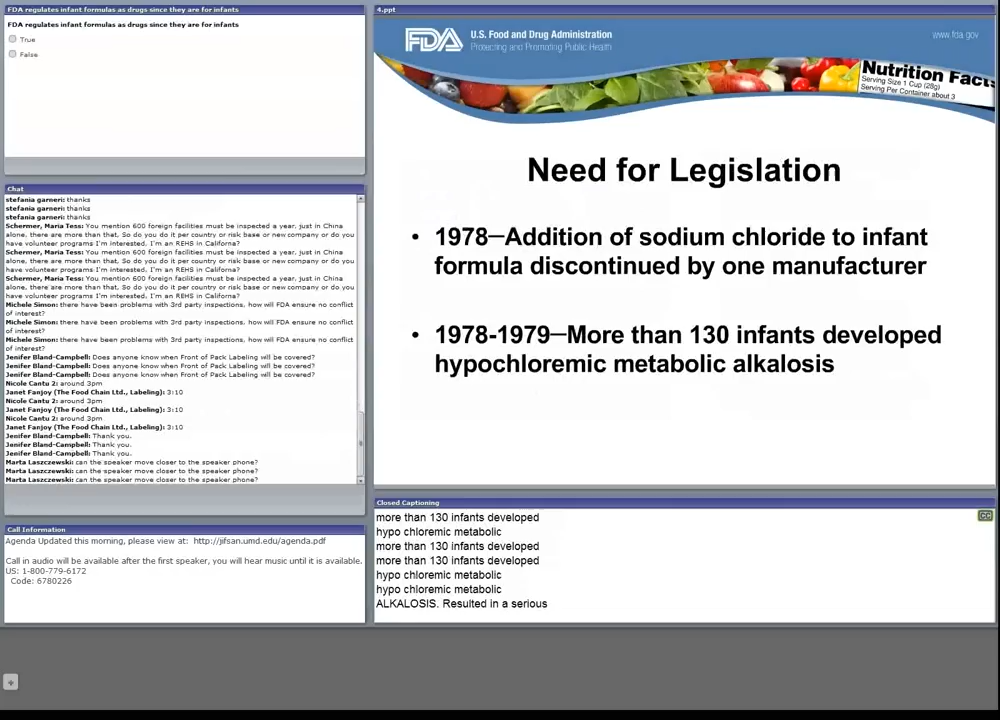 FDA regulates infant formulas as drugs since they are for infants
FDA regulates infant formulas as drugs since they are for infants
True
False
Chat
stefania garneri: thanks
stefania garneri: thanks
stefania garneri: thanks
Schermer, Maria Tess: You mention 600 foreign facilities must be inspected a year, just in China
alone, there are more than that. So do you do it per country or risk base or new company or do you
have volunteer programs I'm interested. I'm an REHS in Californa?
Schermer, Maria Tess: You mention 600 foreign facilities must be inspected a year, just in China
alone, there are more than that. So do you do it per country or risk base or new company or do you
have volunteer programs I'm interested. I'm an REHS in Californa?
Schermer, Maria Tess: You mention 600 foreign facilities must be inspected a year, just in China
alone, there are more than that. So do you do it per country or risk base or new company or do you
have volunteer programs I'm interested. I'm an REHS in Californa?
Michele Simon: there have been problems with 3rd party inspections, how will FDA ensure no conflict
of interest?
Michele Simon: there have been problems with 3rd party inspections, how will FDA ensure no conflict
of interest?
Michele Simon: there have been problems with 3rd party inspections, how will FDA ensure no conflict
of interest?
Jenifer Bland-Campbell: Does anyone know when Front of Pack Labeling will be covered?
Jenifer Bland-Campbell: Does anyone know when Front of Pack Labeling will be covered?
Jenifer Bland-Campbell: Does anyone know when Front of Pack Labeling will be covered?
Nicole Cantu 2: around 3pm
Janet Fanjoy (The Food Chain Ltd., Labeling): 3:10
Nicole Cantu 2: around 3pm
Janet Fanjoy (The Food Chain Ltd., Labeling): 3:10
Nicole Cantu 2: around 3pm
Janet Fanjoy (The Food Chain Ltd., Labeling): 3:10
Jenifer Bland-Campbell: Thank you.
Jenifer Bland-Campbell: Thank you.
Jenifer Bland-Campbell: Thank you.
Marta Laszczewski: can the speaker move closer to the speaker phone?
Marta Laszczewski: can the speaker move closer to the speaker phone?
Marta Laszczewski: can the speaker move closer to the speaker phone?
Call Information
Agenda Updated this morning, please view at: http://jifsan.umd.edu/agenda.pdf
Call in audio will be available after the first speaker, you will hear music until it is available.
US: 1-800-779-6172
Code: 6780226
4.ppt
FDA
U.S. Food and Drug Administration
Protecting and Promoting Public Health
www.fda.gov
Nutrition Facts
Serving Size 1 Cup (28g)
Serving Per Container about 3
Need for Legislation
• 1978—Addition of sodium chloride to infant
formula discontinued by one manufacturer
• 1978-1979—More than 130 infants developed
hypochloremic metabolic alkalosis
Closed Captioning
CC
more than 130 infants developed
hypo chloremic metabolic
more than 130 infants developed
more than 130 infants developed
hypo chloremic metabolic
hypo chloremic metabolic
ALKALOSIS. Resulted in a serious